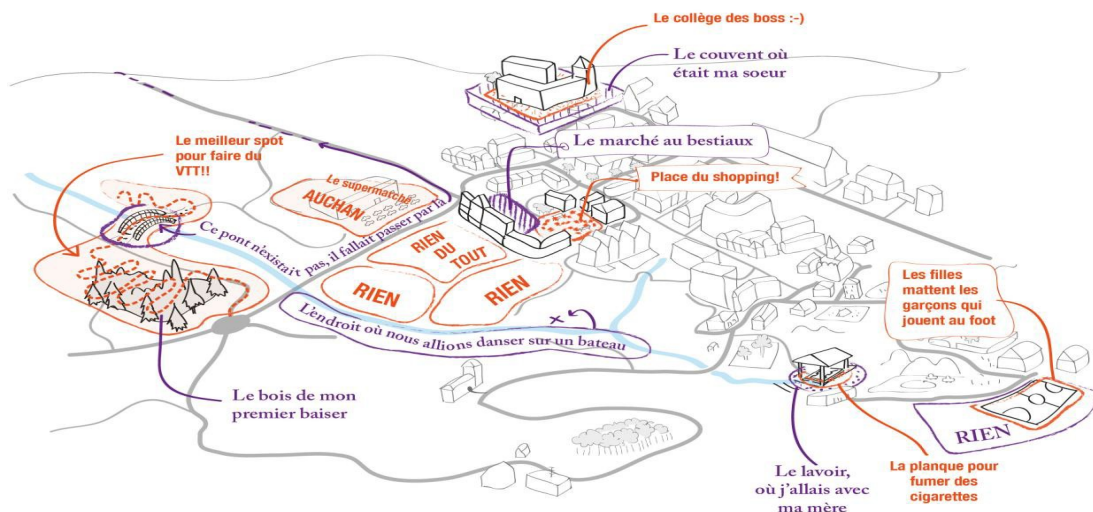 Le collège des boss :-)
Le couvent où
était ma soeur
Le marché au bestiaux
Place du shopping!
Le meilleur spot
pour faire du
VTT!!
Le supermarché
AUCHAN
Ce pont n'existait pas, il fallait passer par là
RIEN
DU
TOUT
RIEN
RIEN
L'endroit où nous allions danser sur un bateau
Les filles
mattent les
garçons qui
jouent au foot
Le bois de mon
premier baiser
RIEN
Le lavoir,
où j'allais avec
ma mère
La planque pour
fumer des
cigarettes